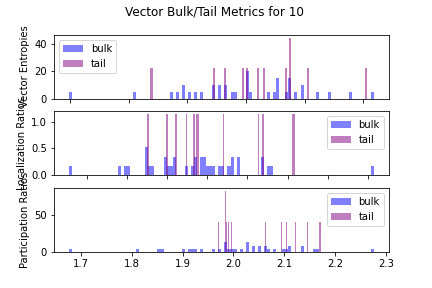 Vector Bulk/Tail Metrics for 10
Vector Entropies
40
20
0
bulk
tail
Localization Ratios
1.0
0.5
0.0
bulk
tail
Participation Ratios
50
0
bulk
tail
1.7 1.8 1.9 2.0 2.1 2.2 2.3